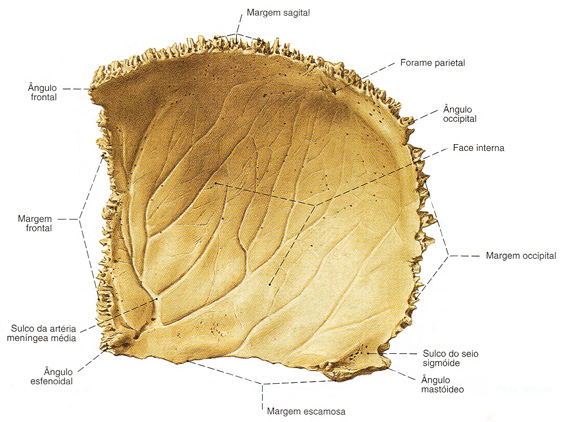 Margem sagital
Forame parietal
Ângulo
frontal
Ângulo
occipital
Face interna
Margem
frontal
Margem occipital
Sulco da artéria
meníngea média
Sulco do seio
sigmóide
Ângulo
esfenoidal
Ângulo
mastóideo
Margem escamosa